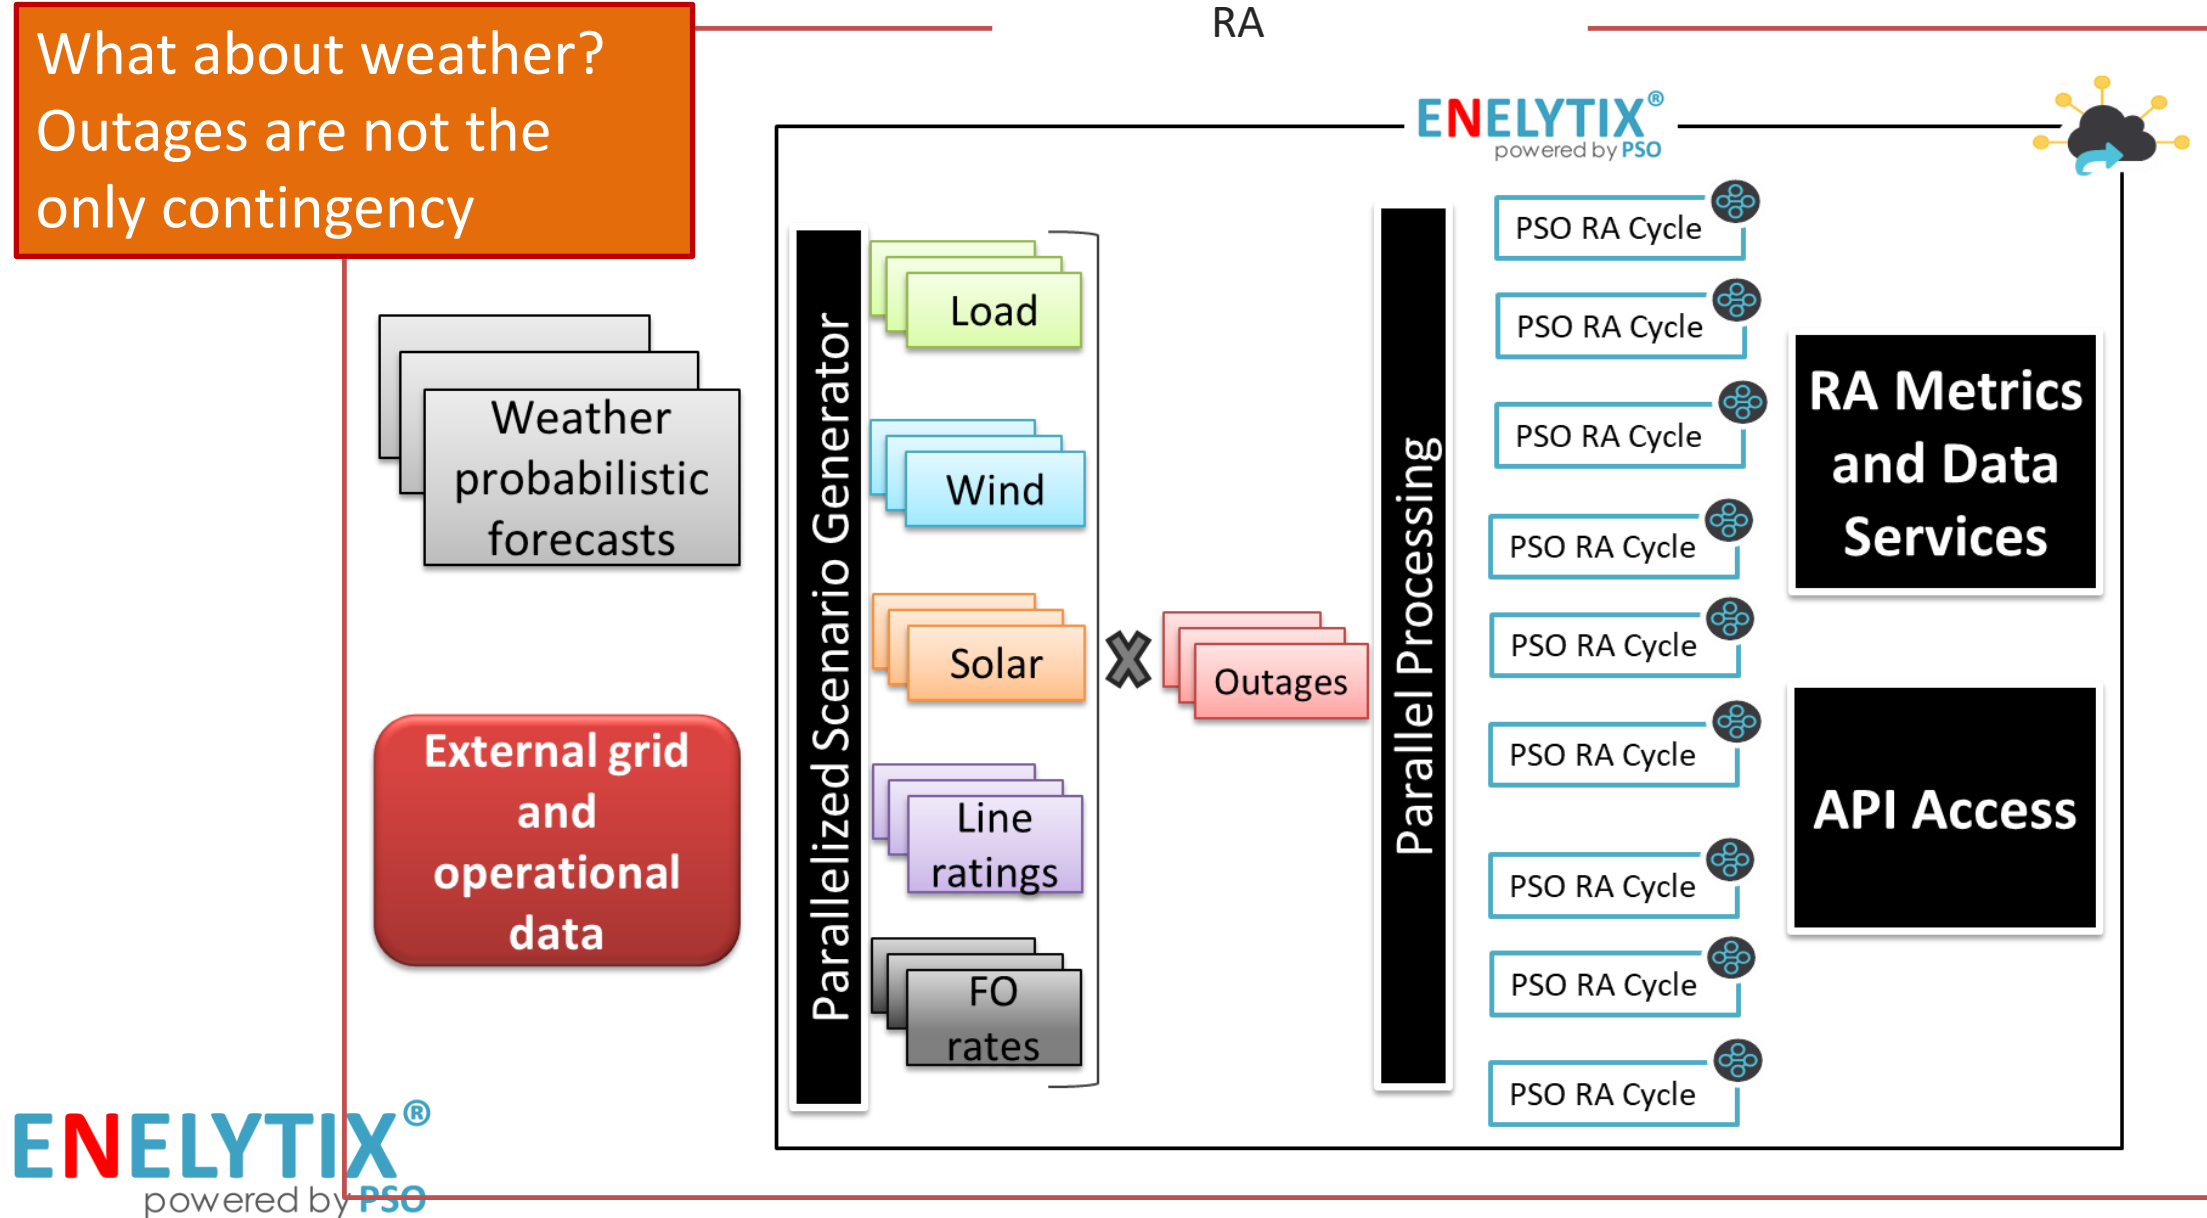 RA
What about weather?
Outages are not the
only contingency
ENELYTIX®
powered by PSO
Weather
probabilistic
forecasts
External grid
and
operational
data
Parallelized Scenario Generator
Load
Wind
Solar
Line
ratings
FO
rates
Outages
Parallel Processing
PSO RA Cycle
PSO RA Cycle
PSO RA Cycle
PSO RA Cycle
PSO RA Cycle
PSO RA Cycle
PSO RA Cycle
PSO RA Cycle
PSO RA Cycle
RA Metrics
and Data
Services
API Access
ENELYTIX®
powered by PSO